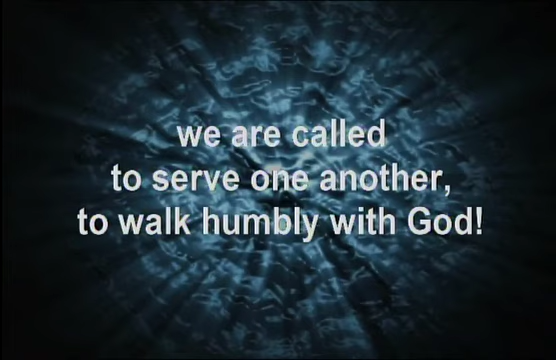 we are called
to serve one another,
to walk humbly with God!